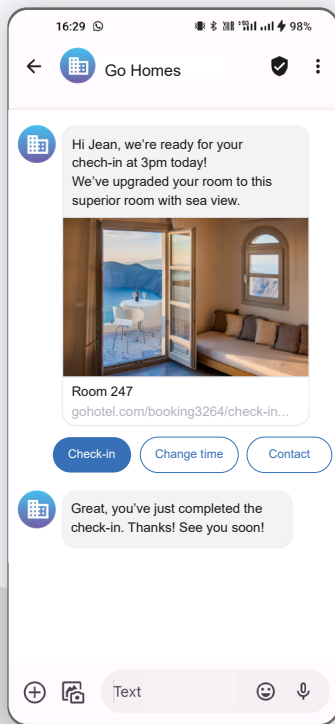 16:29
98%
Go Homes
Hi Jean, we're ready for your
chech-in at 3pm today!
We've upgraded your room to this
superior room with sea view.
Room 247
gohotel.com/booking3264/check-in...
Check-in
Change time
Contact
Great, you've just completed the
check-in. Thanks! See you soon!
Text